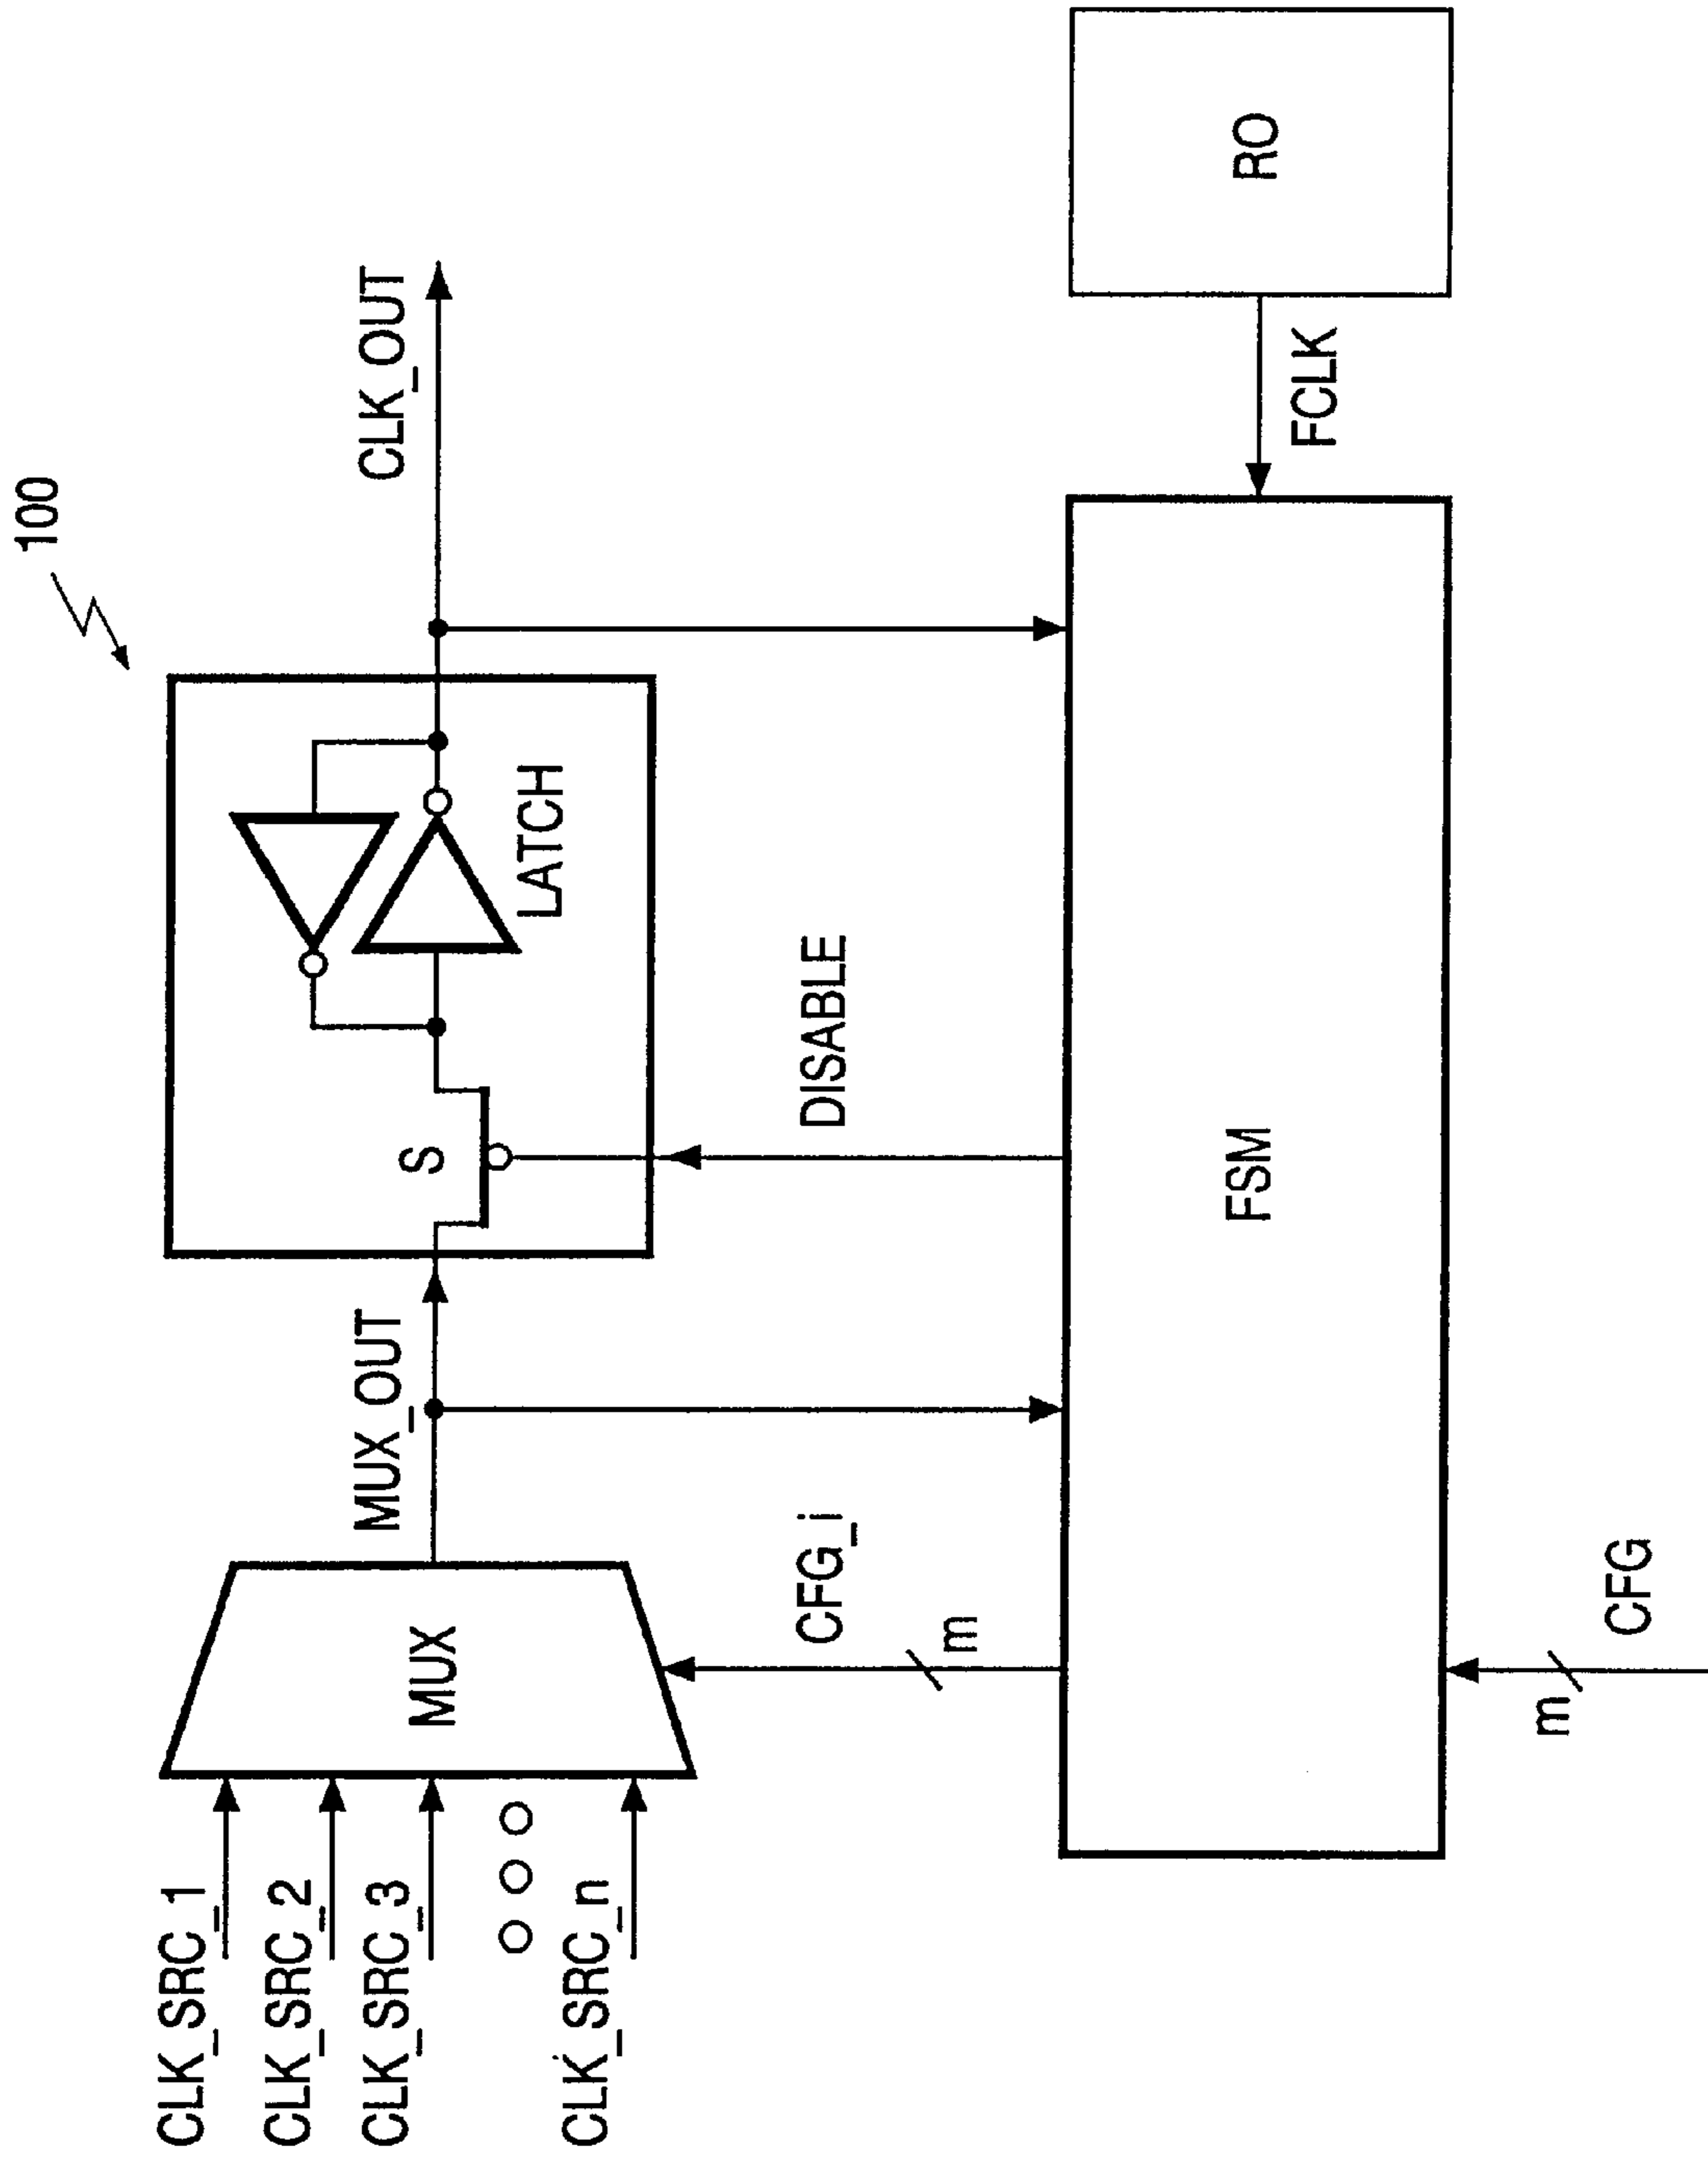 100
CLK_SRC_1
CLK_SRC_2
CLK_SRC_3
CLK_SRC_n
MUX
MUX_OUT
S
LATCH
CLK_OUT
CFG_i
m
DISABLE
FSM
FCLK
RO
m
CFG